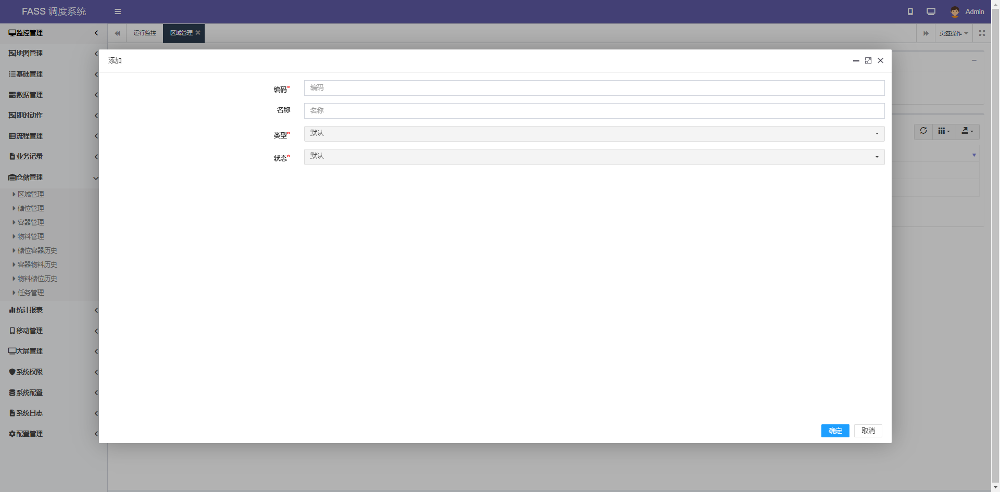 FASS 调度系统
Admin
监控管理
运行监控
区域管理
页签操作
地图管理
基础管理
数据管理
即时动作
流程管理
业务记录
仓储管理
区域管理
储位管理
容器管理
物料管理
储位容器历史
容器物料历史
物料储位历史
任务管理
统计报表
移动管理
大屏管理
系统权限
系统配置
系统日志
配置管理
添加
编码*
编码
名称
名称
类型*
默认
状态*
默认
确定
取消